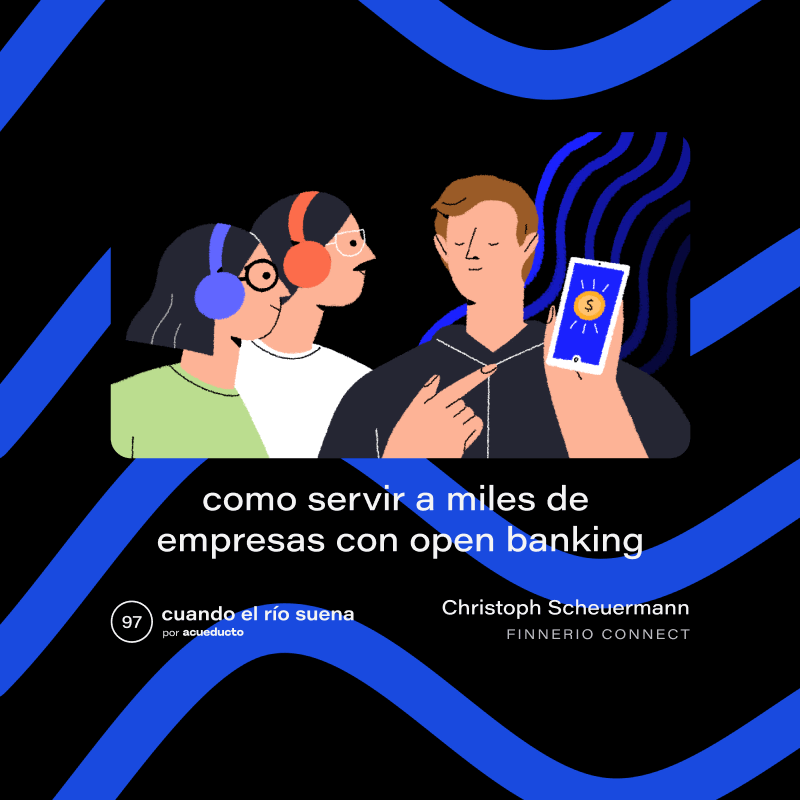 $
como servir a miles de
empresas con open banking
97
cuando el río suena
por acueducto
Christoph Scheuermann
FINNERIO CONNECT